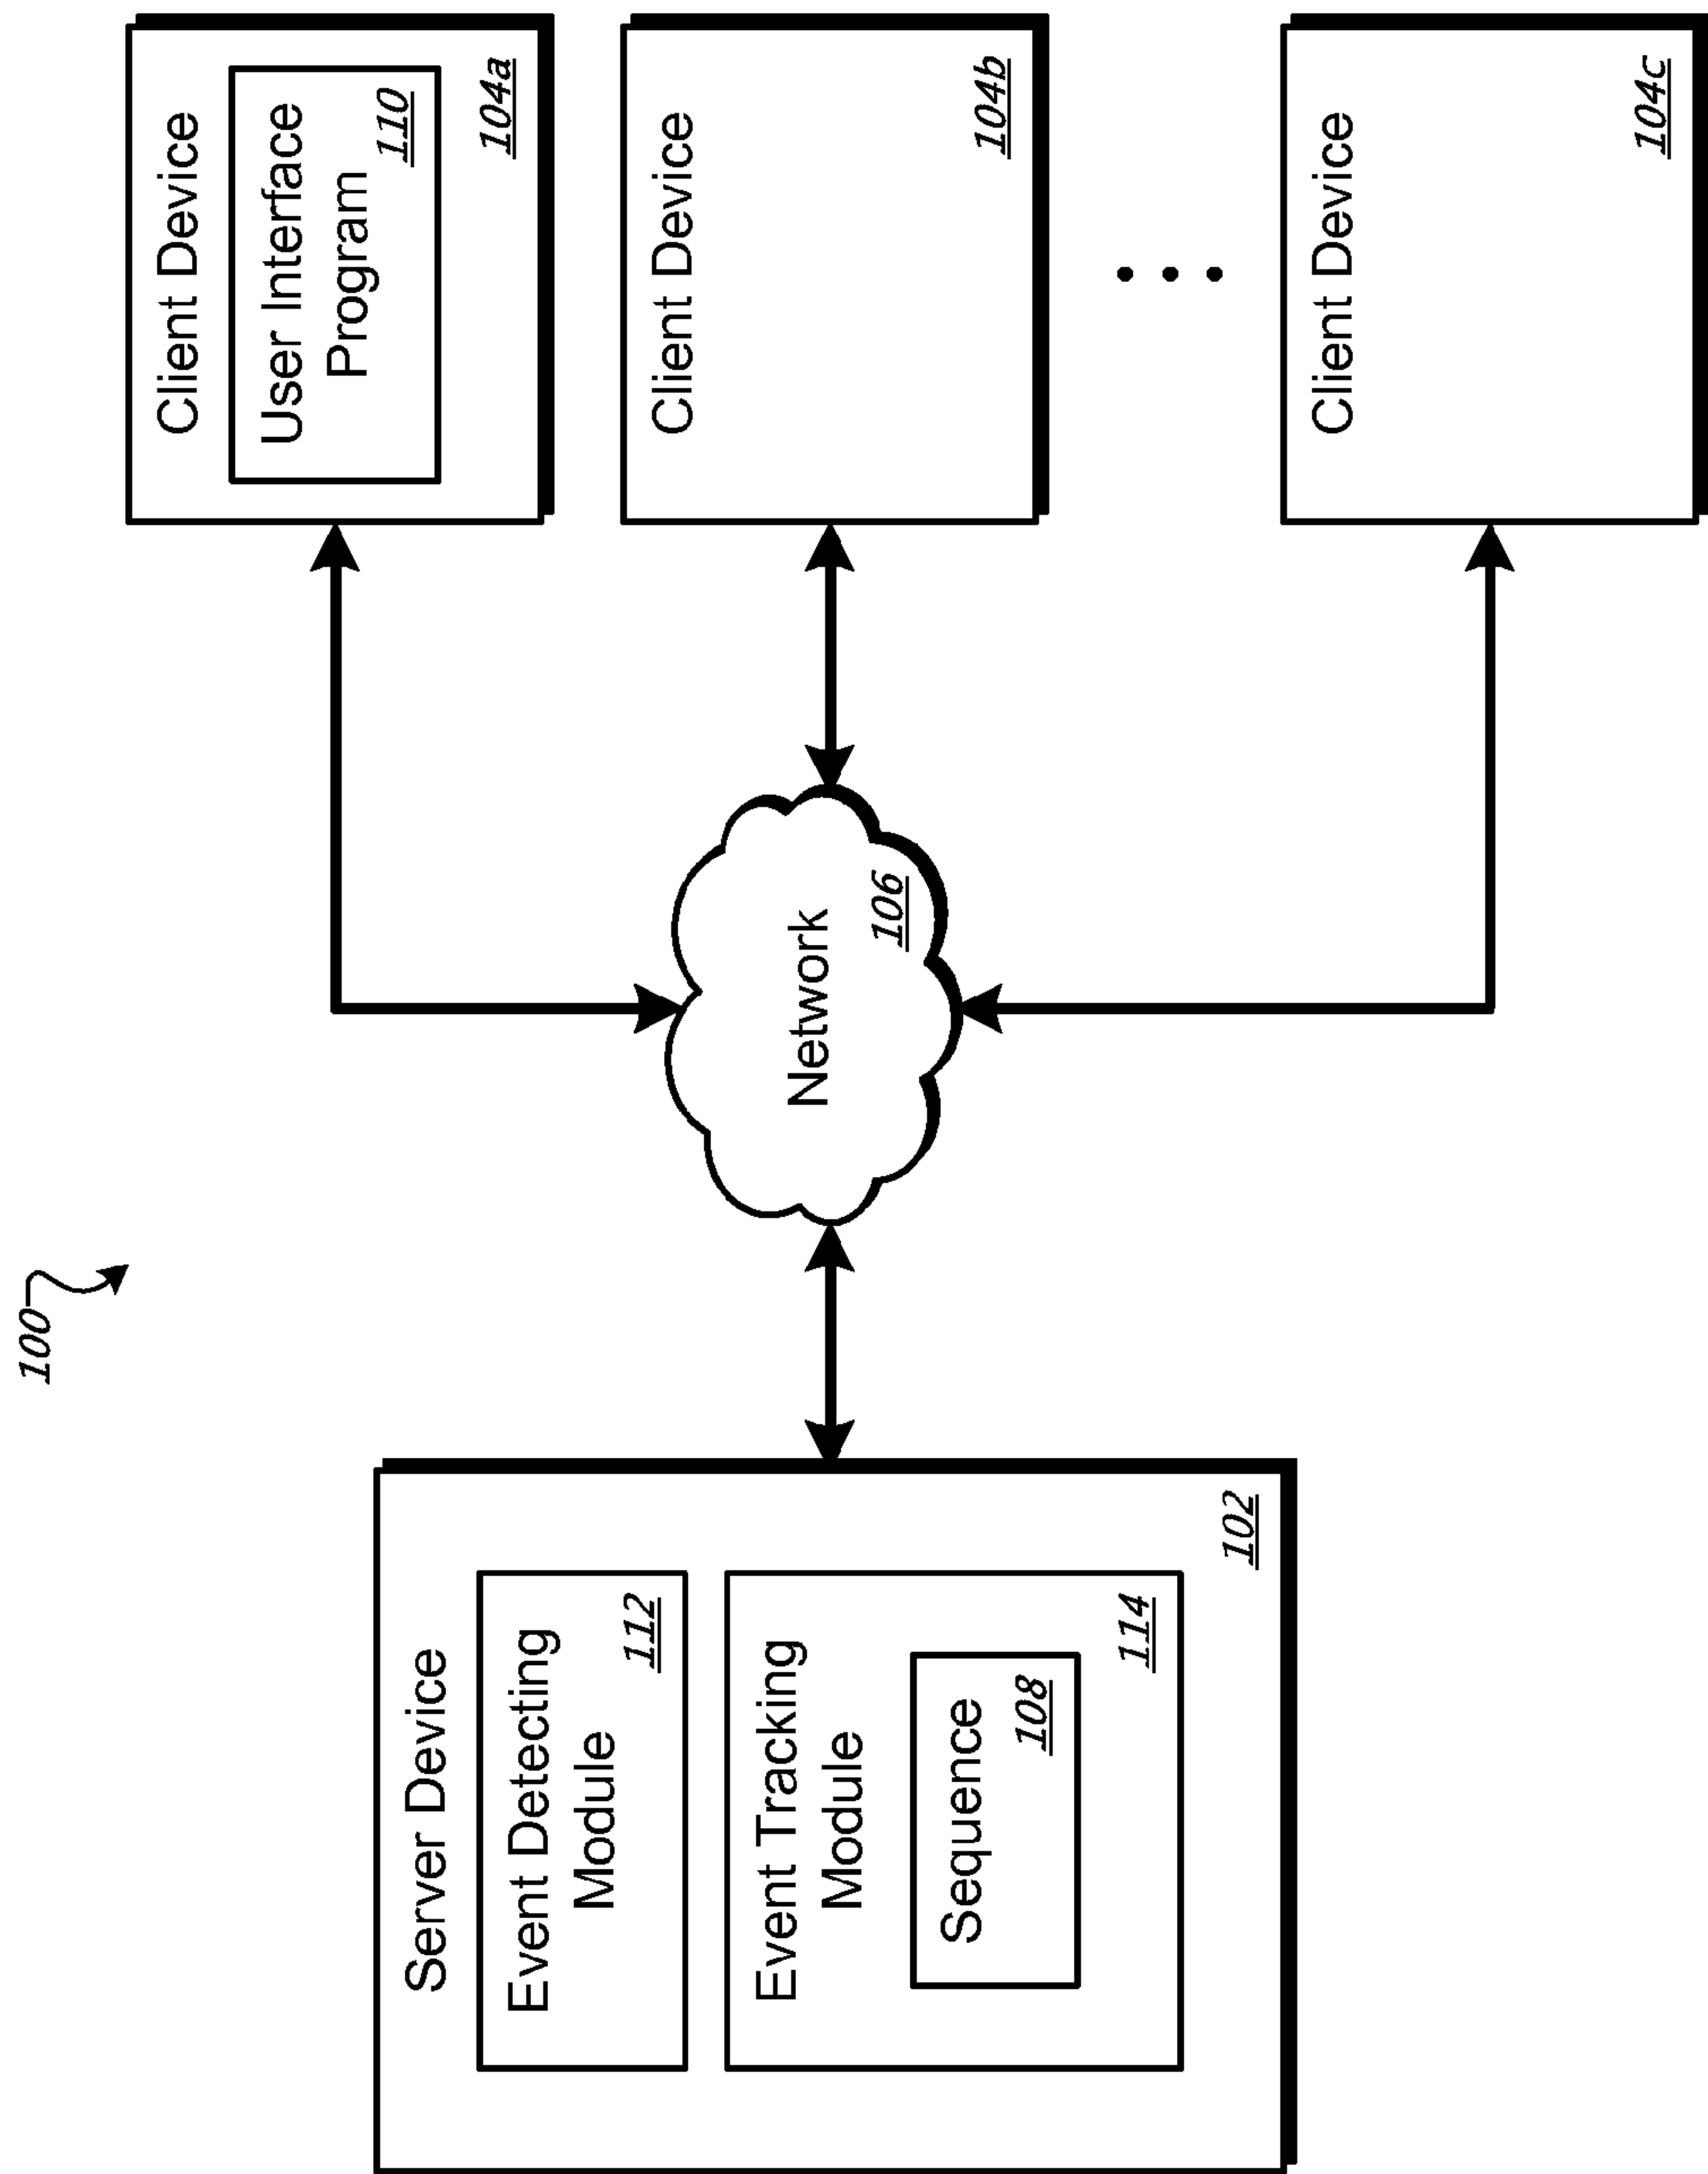 100
Server Device
Event Detecting
Module
112
Event Tracking
Module
Sequence
108
114
102
Network
106
Client Device
User Interface
Program
110
104a
Client Device
104b
Client Device
104c